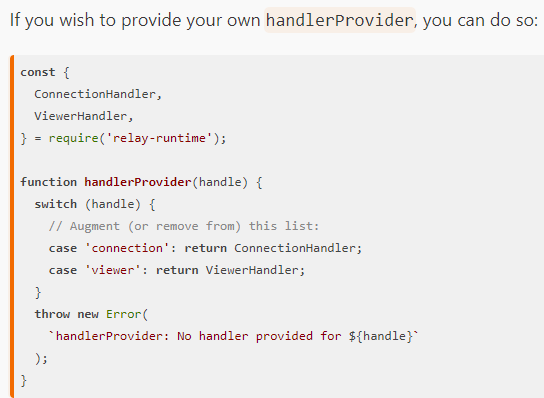 If you wish to provide your own handlerProvider, you can do so:
const {
  ConnectionHandler,
  ViewerHandler,
} = require('relay-runtime');
function handlerProvider(handle) {
  switch (handle) {
    // Augment (or remove from) this list:
    case 'connection': return ConnectionHandler;
    case 'viewer': return ViewerHandler;
  }
  throw new Error(
    `handlerProvider: No handler provided for ${handle}`
  );
}